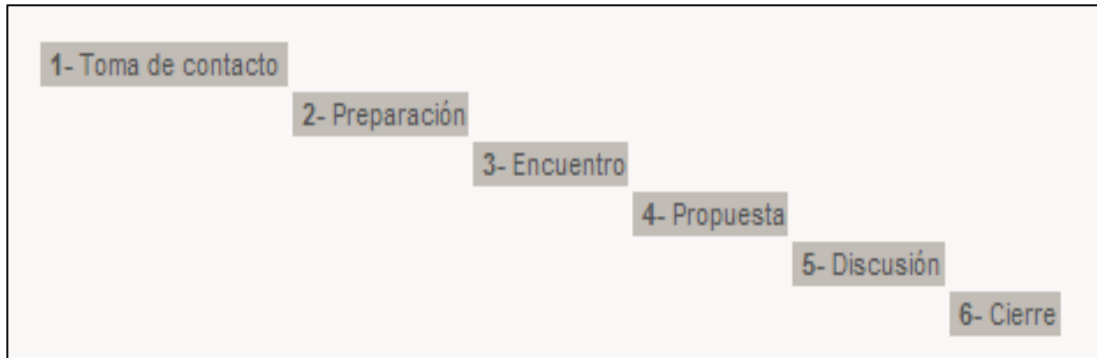 1- Toma de contacto
2- Preparación
3- Encuentro
4- Propuesta
5- Discusión
6- Cierre